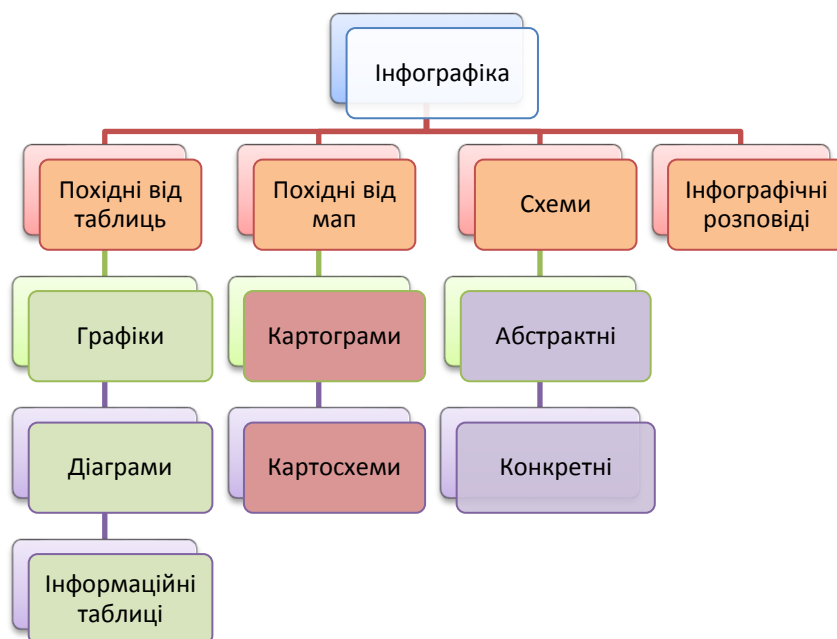 Інфографіка
Похідні від
таблиць
Похідні від
мап
Схеми
Інфографічні
розповіді
Графіки
Картограми
Абстрактні
Діаграми
Картосхеми
Конкретні
Інформаційні
таблиці